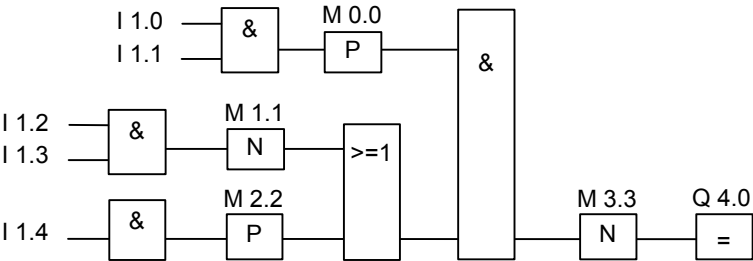 I 1.0
&
M 0.0
I 1.1
P
&
I 1.2
&
M 1.1
I 1.3
N
>=1
I 1.4
&
M 2.2
P
M 3.3
N
Q 4.0
=